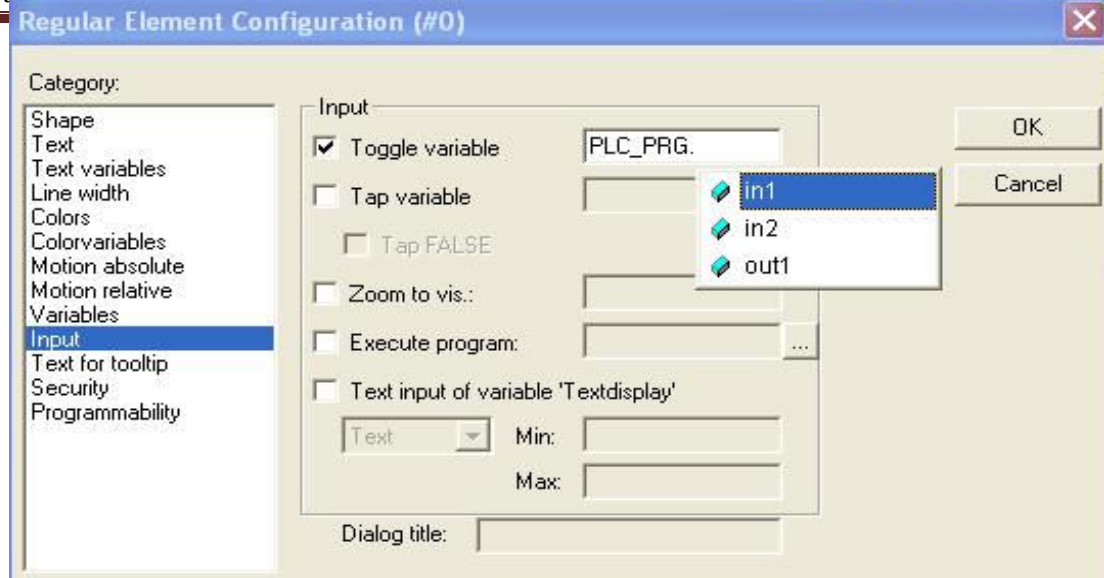 Regular Element Configuration (#0)
Category:
Shape
Text
Text variables
Line width
Colors
Colorvariables
Motion absolute
Motion relative
Variables
Input
Text for tooltip
Security
Programmability
Input
Toggle variable PLC_PRG.
in1
in2
out1
Tap variable
Tap FALSE
Zoom to vis.:
Execute program: ...
Text input of variable 'Textdisplay'
Text Min:
Max:
Dialog title:
OK
Cancel